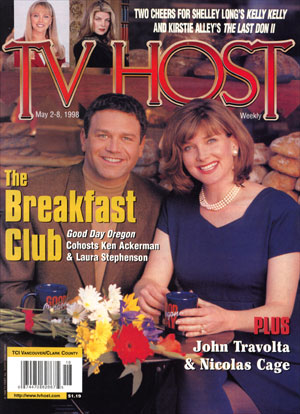 TWO CHEERS FOR SHELLEY LONG'S KELLY KELLY
AND KIRSTIE ALLEY'S THE LAST DON II
TV HOST
May 2-8, 1998
Weekly
The
Breakfast
Club
Good Day Oregon
Cohosts Ken Ackerman
& Laura Stephenson
PLUS
John Travolta
& Nicolas Cage
TCI VANCOUVER/CLARK COUNTY
http://www.tvhost.com
$1.19